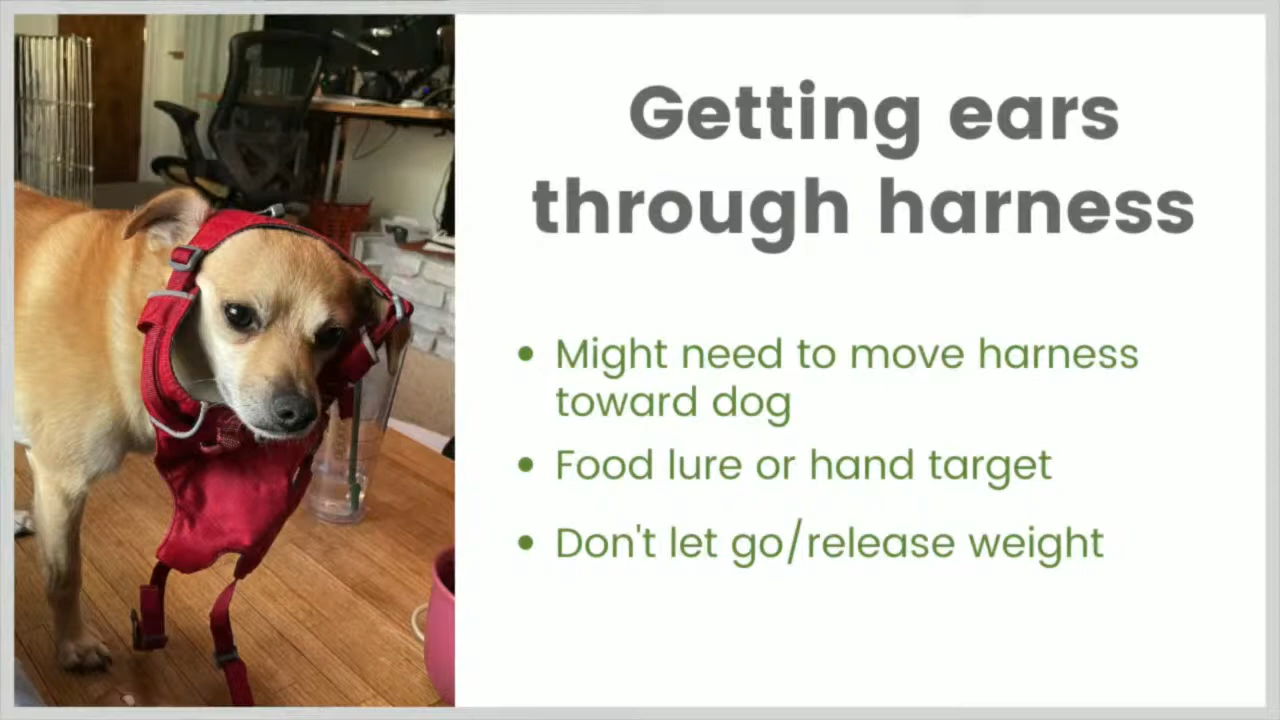 Getting ears
through harness
• Might need to move harness
toward dog
• Food lure or hand target
• Don't let go/release weight